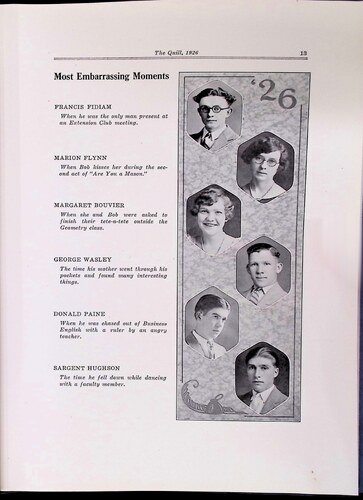 The Quill, 1926
13
Most Embarrassing Moments
'26
FRANCIS FIDIAM
When he was the only man present at
an Extension Club meeting.
MARION FLYNN
When Bob kisses her during the sec-
ond act of "Are You a Mason."
MARGARET BOUVIER
When she and Bob were asked to
finish their tete-a-tete outside the
Geometry class.
GEORGE WASLEY
The time his mother went through his
pockets and found many interesting
things.
DONALD PAINE
When he was chased out of Business
English with a ruler by an angry
teacher.
SARGENT HUGHSON
The time he fell down while dancing
with a faculty member.